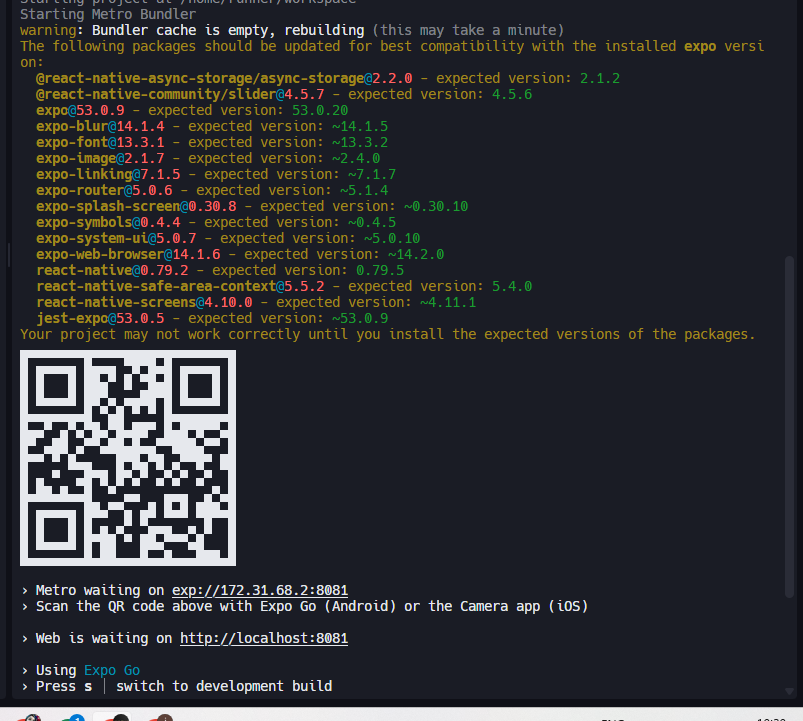 Starting project at /home/runner/workspace
Starting Metro Bundler
warning: Bundler cache is empty, rebuilding (this may take a minute)
The following packages should be updated for best compatibility with the installed expo versi
on:
@react-native-async-storage/async-storage@2.2.0 - expected version: 2.1.2
@react-native-community/slider@4.5.7 - expected version: 4.5.6
expo@53.0.9 - expected version: 53.0.20
expo-blur@14.1.4 - expected version: ~14.1.5
expo-font@13.3.1 - expected version: ~13.3.2
expo-image@2.1.7 - expected version: ~2.4.0
expo-linking@7.1.5 - expected version: ~7.1.7
expo-router@5.0.6 - expected version: ~5.1.4
expo-splash-screen@0.30.8 - expected version: ~0.30.10
expo-symbols@0.4.4 - expected version: ~0.4.5
expo-system-ui@5.0.7 - expected version: ~5.0.10
expo-web-browser@14.1.6 - expected version: ~14.2.0
react-native@0.79.2 - expected version: 0.79.5
react-native-safe-area-context@5.5.2 - expected version: 5.4.0
react-native-screens@4.10.0 - expected version: ~4.11.1
jest-expo@53.0.5 - expected version: ~53.0.9
Your project may not work correctly until you install the expected versions of the packages.
› Metro waiting on exp://172.31.68.2:8081
› Scan the QR code above with Expo Go (Android) or the Camera app (iOS)
› Web is waiting on http://localhost:8081
› Using Expo Go
› Press s │ switch to development build